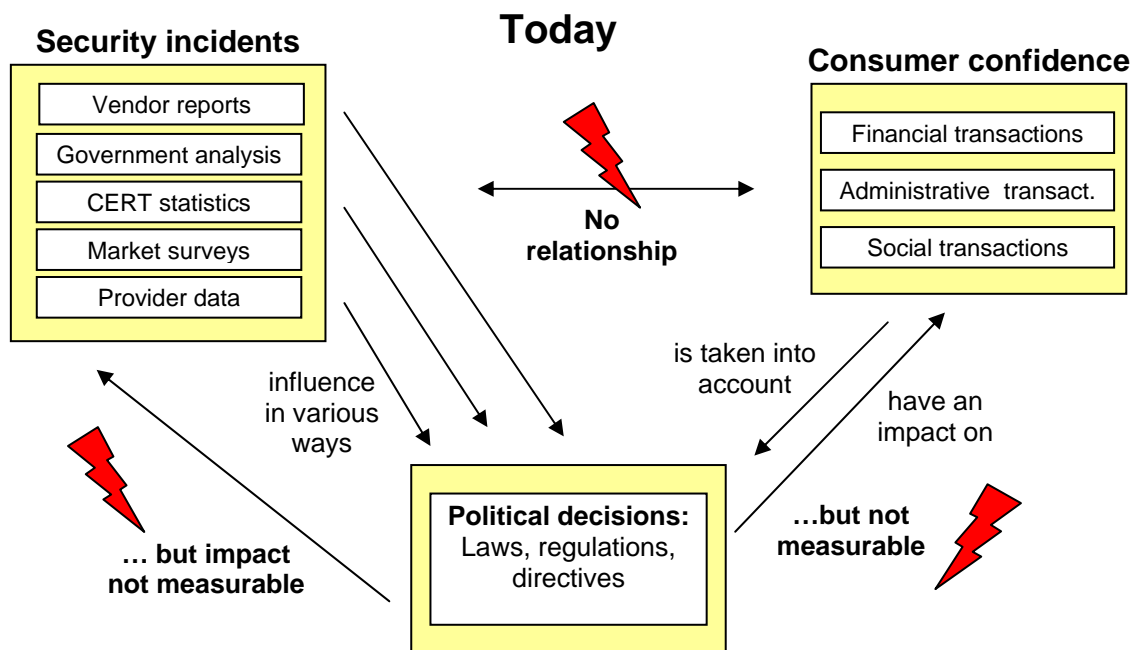 Today
Security incidents
Vendor reports
Government analysis
CERT statistics
Market surveys
Provider data
Consumer confidence
Financial transactions
Administrative transact.
Social transactions
No
relationship
influence
in various
ways
is taken into
account
have an
impact on
… but impact
not measurable
Political decisions:
Laws, regulations,
directives
…but not
measurable